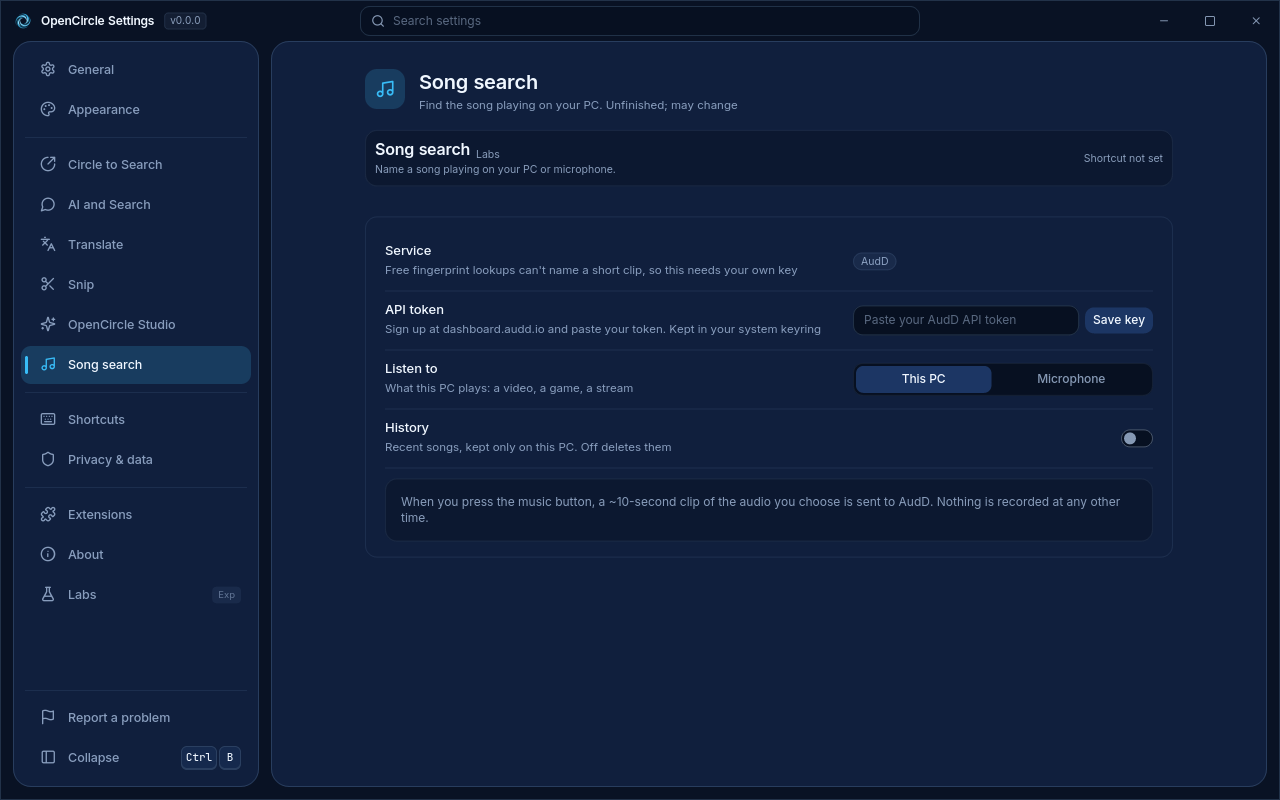 OpenCircle Settings v0.0.0
Search settings
General
Appearance
Circle to Search
AI and Search
Translate
Snip
OpenCircle Studio
Song search
Shortcuts
Privacy & data
Extensions
About
Labs Exp
Report a problem
Collapse Ctrl B
Song search
Find the song playing on your PC. Unfinished; may change
Song search Labs
Name a song playing on your PC or microphone.
Shortcut not set
Service
Free fingerprint lookups can't name a short clip, so this needs your own key
AudD
API token
Sign up at dashboard.audd.io and paste your token. Kept in your system keyring
Paste your AudD API token
Save key
Listen to
What this PC plays: a video, a game, a stream
This PC
Microphone
History
Recent songs, kept only on this PC. Off deletes them
When you press the music button, a ~10-second clip of the audio you choose is sent to AudD. Nothing is recorded at any other
time.